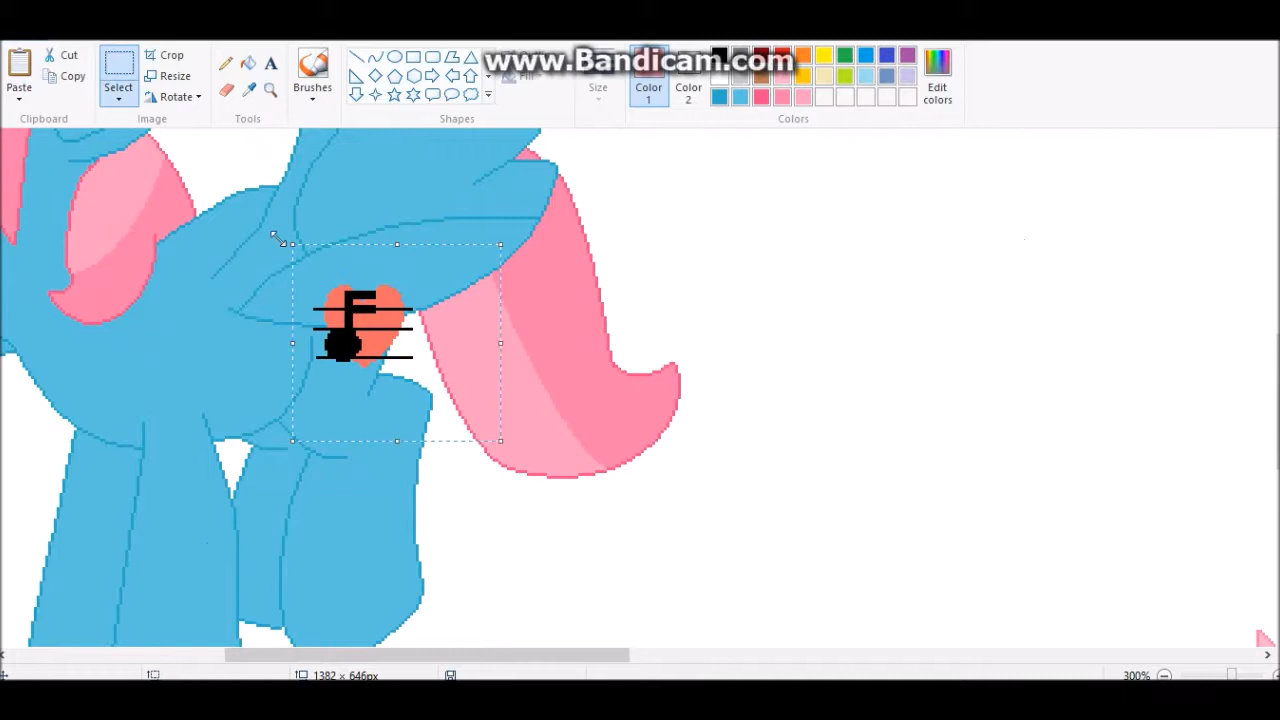 www.Bandicam.com
Paste
Cut
Copy
Clipboard
Select
Crop
Resize
Rotate
Image
Tools
Brushes
Fill
Shapes
Size
Color 1
Color 2
Edit colors
Colors
1382 × 646px
300%